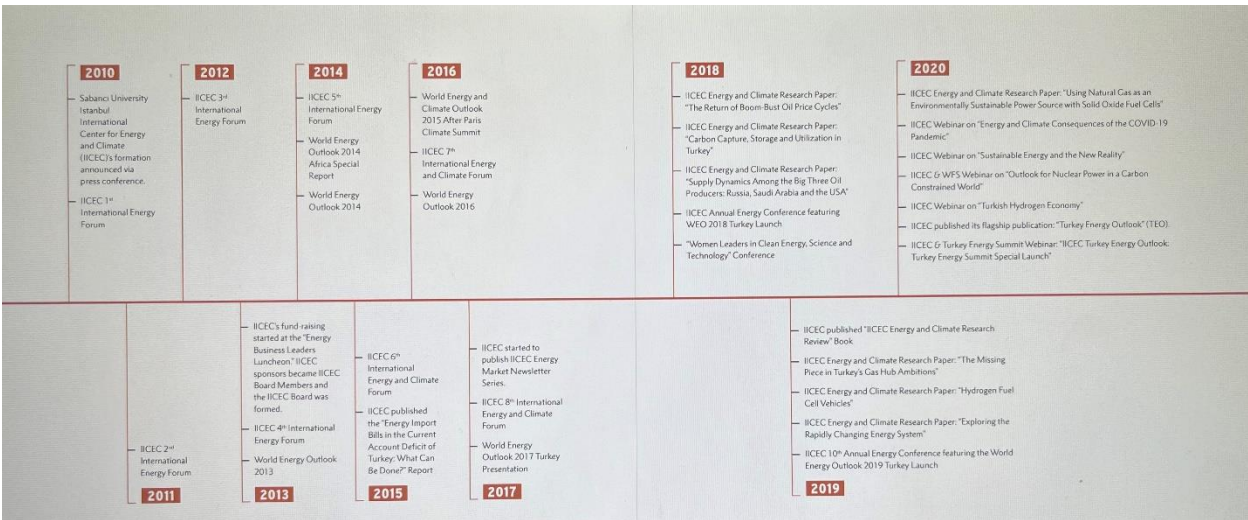 2010
Sabancı University
Istanbul
International
Center for Energy
and Climate
(IICEC)'s formation
announced via
press conference.
IICEC 1st
International Energy
Forum
2012
IICEC 3rd
International
Energy Forum
2014
IICEC 5th
International Energy
Forum
World Energy
Outlook 2014
Africa Special
Report
World Energy
Outlook 2014
2016
World Energy and
Climate Outlook
2015 After Paris
Climate Summit
IICEC 7th
International Energy
and Climate Forum
World Energy
Outlook 2016
2018
IICEC Energy and Climate Research Paper:
"The Return of Boom-Bust Oil Price Cycles"
IICEC Energy and Climate Research Paper:
"Carbon Capture, Storage and Utilization in
Turkey"
IICEC Energy and Climate Research Paper:
"Supply Dynamics Among the Big Three Oil
Producers: Russia, Saudi Arabia and the USA"
IICEC Annual Energy Conference featuring
WEO 2018 Turkey Launch
"Women Leaders in Clean Energy, Science and
Technology" Conference
2020
IICEC Energy and Climate Research Paper: "Using Natural Gas as an
Environmentally Sustainable Power Source with Solid Oxide Fuel Cells"
IICEC Webinar on "Energy and Climate Consequences of the COVID-19
Pandemic"
IICEC Webinar on "Sustainable Energy and the New Reality"
IICEC & WFS Webinar on "Outlook for Nuclear Power in a Carbon
Constrained World"
IICEC Webinar on "Turkish Hydrogen Economy"
IICEC published its flagship publication: "Turkey Energy Outlook" (TEO).
IICEC & Turkey Energy Summit Webinar: "IICEC Turkey Energy Outlook:
Turkey Energy Summit Special Launch"
IICEC 2nd
International
Energy Forum
2011
IICEC's fund-raising
started at the "Energy
Business Leaders
Luncheon." IICEC
sponsors became IICEC
Board Members and
the IICEC Board was
formed.
IICEC 4th International
Energy Forum
World Energy Outlook
2013
2013
IICEC 6th
International
Energy and Climate
Forum
IICEC published
the "Energy Import
Bills in the Current
Account Deficit of
Turkey: What Can
Be Done?" Report
2015
IICEC started to
publish IICEC Energy
Market Newsletter
Series.
IICEC 8th International
Energy and Climate
Forum
World Energy
Outlook 2017 Turkey
Presentation
2017
IICEC published "IICEC Energy and Climate Research
Review" Book
IICEC Energy and Climate Research Paper: "The Missing
Piece in Turkey's Gas Hub Ambitions"
IICEC Energy and Climate Research Paper: "Hydrogen Fuel
Cell Vehicles"
IICEC Energy and Climate Research Paper: "Exploring the
Rapidly Changing Energy System"
IICEC 10th Annual Energy Conference featuring the World
Energy Outlook 2019 Turkey Launch
2019